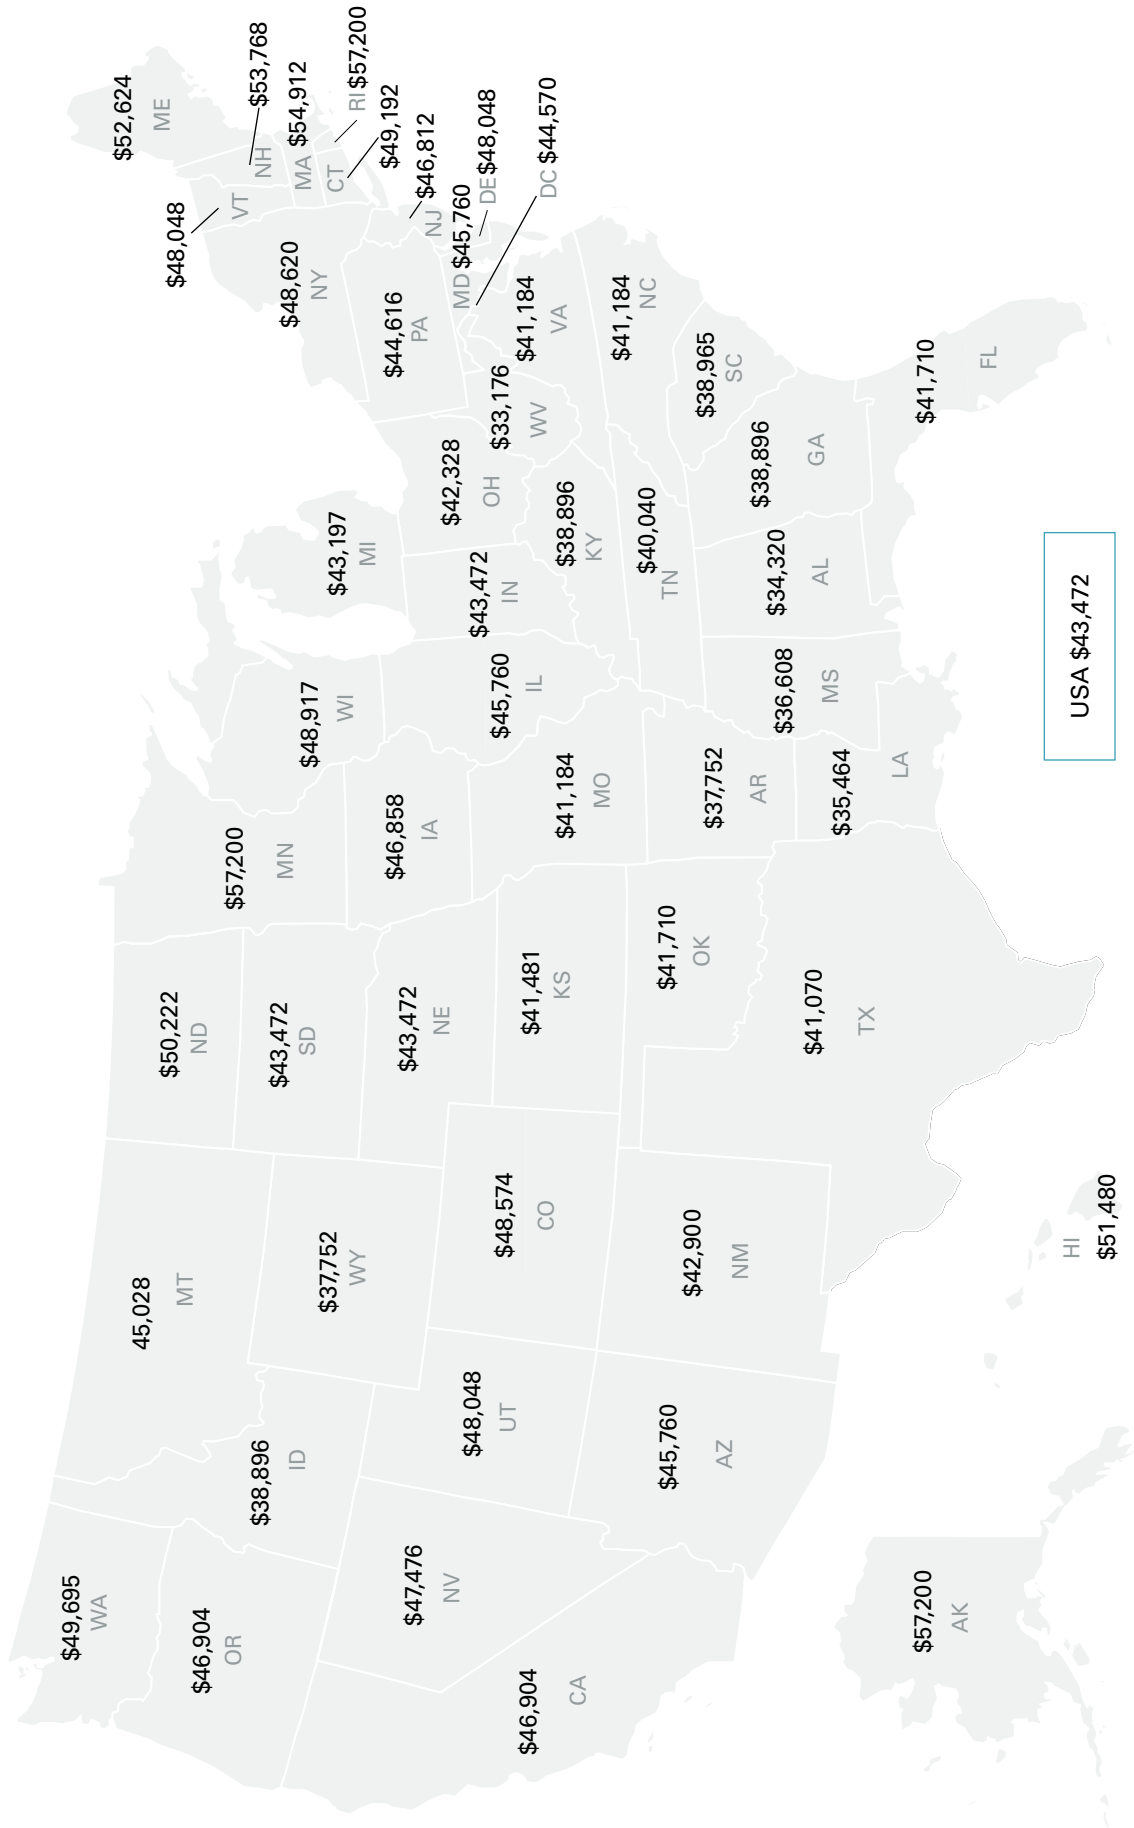 $49,695
WA
$46,904
OR
$46,904
CA
$47,476
NV
$38,896
ID
45,028
MT
$37,752
WY
$48,048
UT
$45,760
AZ
$48,574
CO
$42,900
NM
$50,222
ND
$43,472
SD
$43,472
NE
$41,481
KS
$41,710
OK
$41,070
TX
$57,200
MN
$46,858
IA
$41,184
MO
$37,752
AR
$35,464
LA
$48,917
WI
$45,760
IL
$36,608
MS
$43,197
MI
$43,472
IN
$42,328
OH
$38,896
KY
$40,040
TN
$34,320
AL
$38,896
GA
$41,710
FL
$38,965
SC
$41,184
NC
$41,184
VA
$33,176
WV
$44,616
PA
$48,620
NY
$48,048
VT
$53,768
NH
$52,624
ME
MA $54,912
RI $57,200
CT
$49,192
NJ $46,812
DE $48,048
MD $45,760
DC $44,570
$57,200
AK
HI
$51,480
USA $43,472